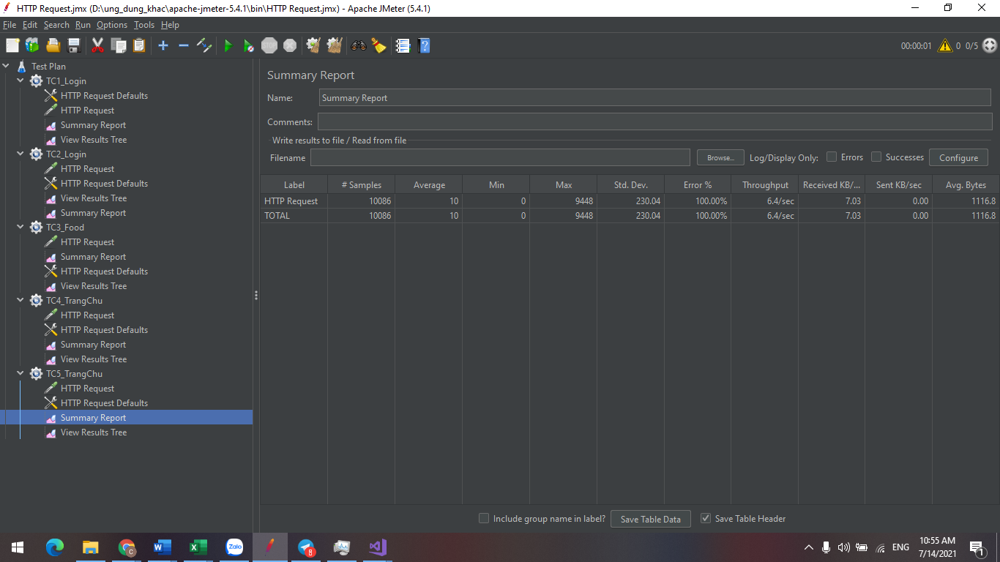 HTTP Request.jmx (D:\ung_dung_khac\apache-jmeter-5.4.1\bin\HTTP Request.jmx) - Apache JMeter (5.4.1)
File Edit Search Run Options Tools Help
STOP 00:00:01 0 0/5
Test Plan
TC1_Login
HTTP Request Defaults
HTTP Request
Summary Report
View Results Tree
TC2_Login
HTTP Request
HTTP Request Defaults
View Results Tree
Summary Report
TC3_Food
HTTP Request
Summary Report
HTTP Request Defaults
View Results Tree
TC4_TrangChu
HTTP Request
HTTP Request Defaults
Summary Report
View Results Tree
TC5_TrangChu
HTTP Request
HTTP Request Defaults
Summary Report
View Results Tree
Summary Report
Name: Summary Report
Comments:
Write results to file / Read from file
Filename Browse... Log/Display Only: Errors Successes Configure
Label # Samples Average Min Max Std. Dev. Error % Throughput Received KB/... Sent KB/sec Avg. Bytes
HTTP Request 10086 10 0 9448 230.04 100.00% 6.4/sec 7.03 0.00 1116.8
TOTAL 10086 10 0 9448 230.04 100.00% 6.4/sec 7.03 0.00 1116.8
Include group name in label? Save Table Data Save Table Header
C W X Zalo 8 ENG 10:55 AM
7/14/2021 1